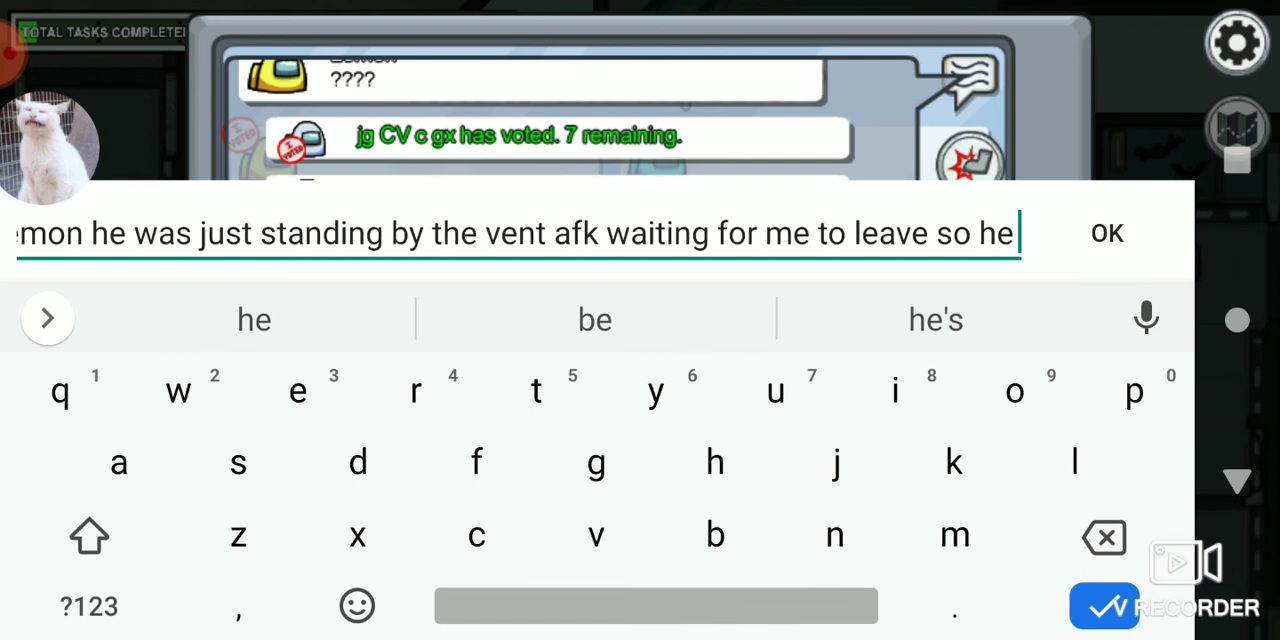 TOTAL TASKS COMPLETE
????
I VOTED
jg CV c gx has voted. 7 remaining.
mon he was just standing by the vent afk waiting for me to leave so he
OK
he be he's
q 1 w 2 e 3 r 4 t 5 y 6 u 7 i 8 o 9 p 0
a s d f g h j k l
z x c v b n m
?123 , .
V RECORDER